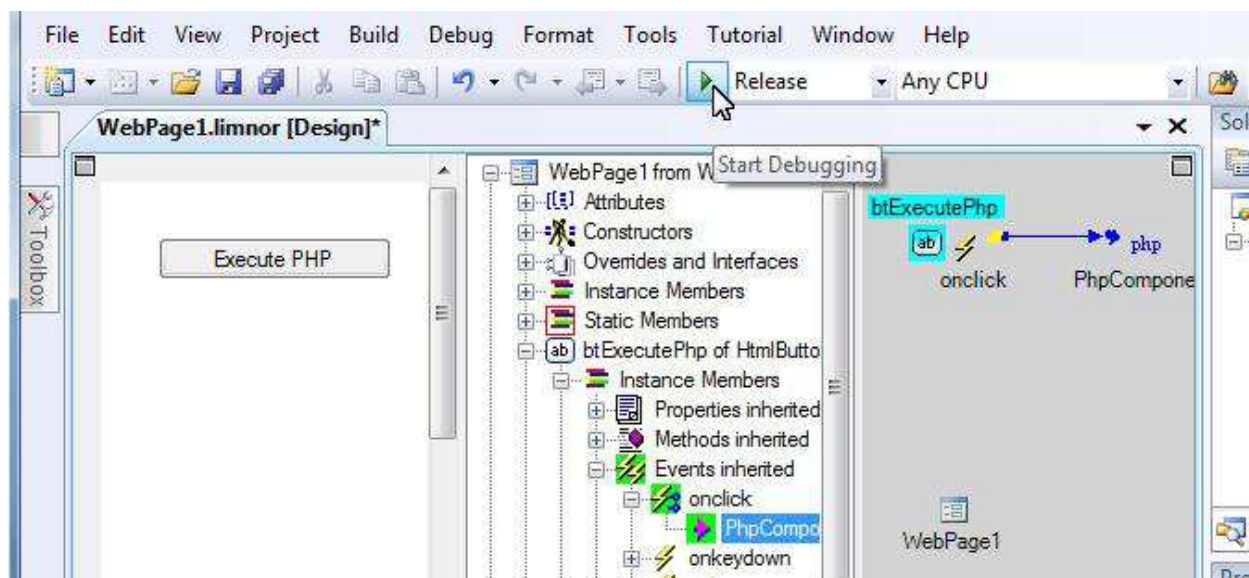 File Edit View Project Build Debug Format Tools Tutorial Window Help
Release Any CPU
WebPage1.limnor [Design]*
Sol
Toolbox
Execute PHP
WebPage1 from W
Start Debugging
Attributes
Constructors
Overrides and Interfaces
Instance Members
Static Members
ab btExecutePhp of HtmlButto
Instance Members
Properties inherited
Methods inherited
Events inherited
onclick
PhpCompo
onkeydown
btExecutePhp
ab php
onclick PhpCompone
WebPage1